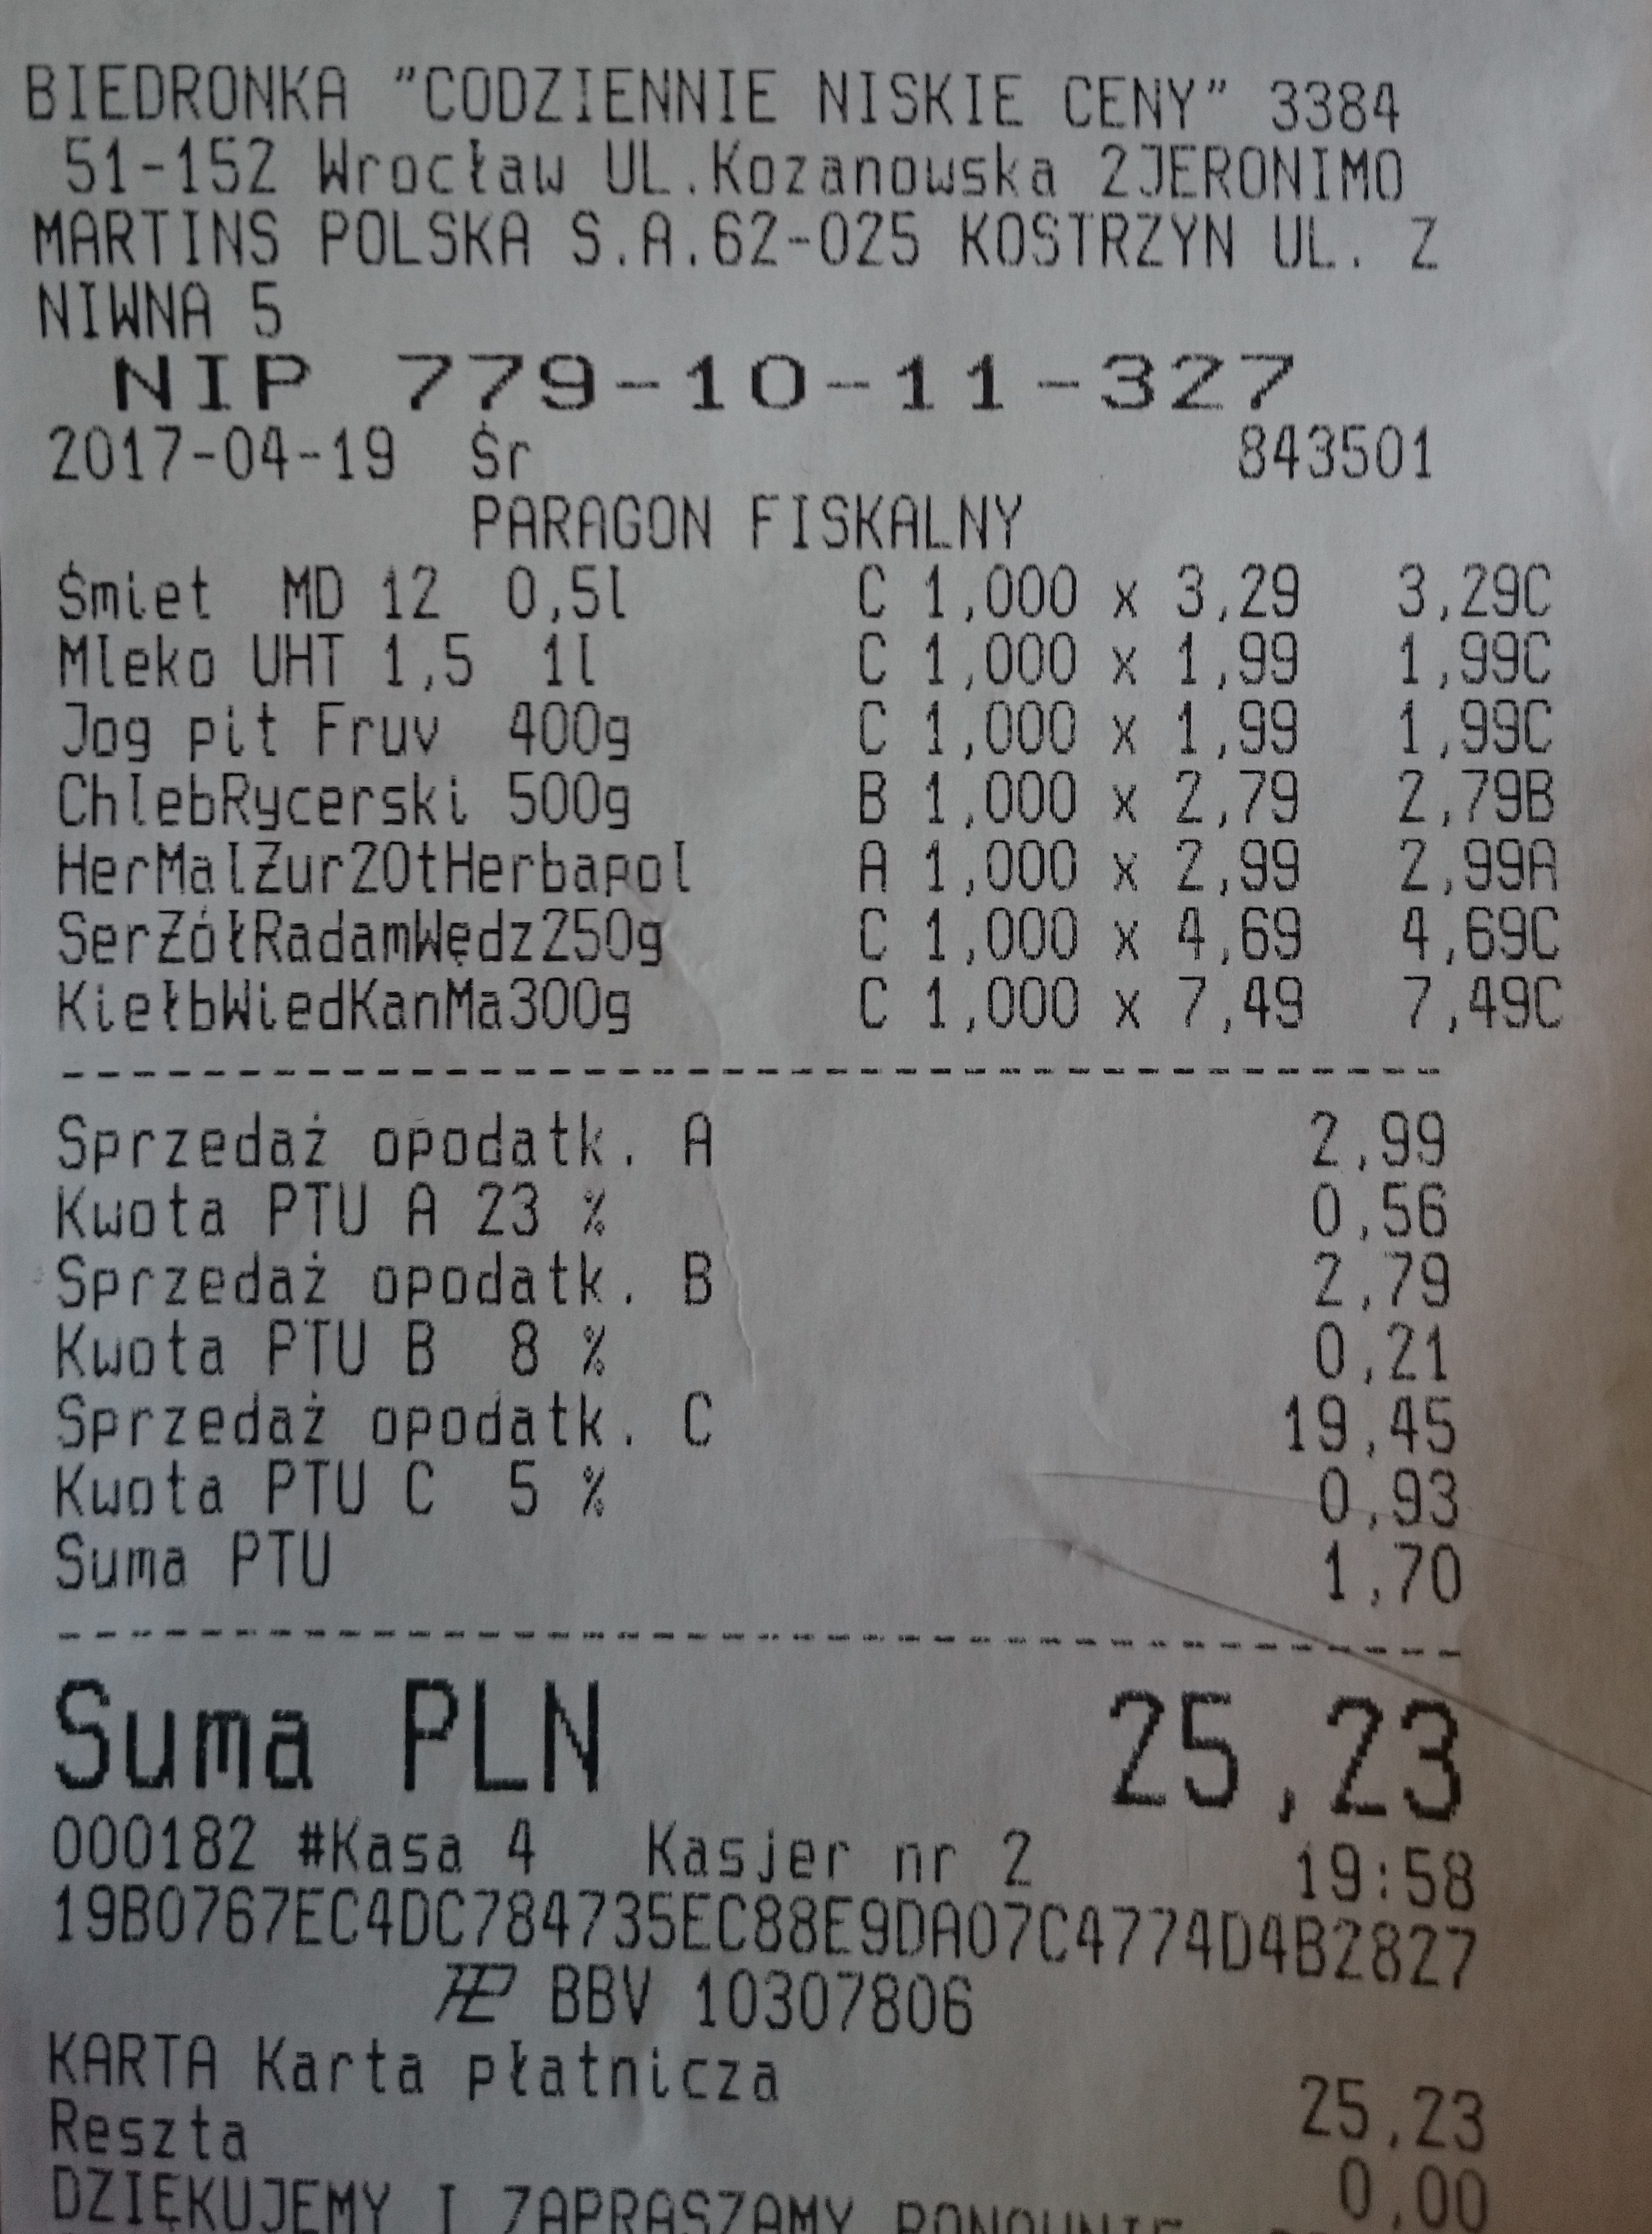 BIEDRONKA "CODZIENNIE NISKIE CENY" 3384
51-152 Wrocław UL.Kozanowska 2JERONIMO
MARTINS POLSKA S.A.62-025 KOSTRZYN UL. Z
NIWNA 5
NIP 779-10-11-327
2017-04-19 Śr 843501
PARAGON FISKALNY
Śmiet MD 12 0,5l C 1,000 x 3,29 3,29C
Mleko UHT 1,5 1l C 1,000 x 1,99 1,99C
Jog pit Fruv 400g C 1,000 x 1,99 1,99C
ChlebRycerski 500g B 1,000 x 2,79 2,79B
HerMalŻur20tHerbapol A 1,000 x 2,99 2,99A
SerŻółRadamWędz250g C 1,000 x 4,69 4,69C
KiełbWiedKanMa300g C 1,000 x 7,49 7,49C
----------------------------------------
Sprzedaż opodatk. A 2,99
Kwota PTU A 23 % 0,56
Sprzedaż opodatk. B 2,79
Kwota PTU B 8 % 0,21
Sprzedaż opodatk. C 19,45
Kwota PTU C 5 % 0,93
Suma PTU 1,70
----------------------------------------
Suma PLN 25,23
000182 #Kasa 4 Kasjer nr 2 19:58
19B0767EC4DC784735EC88E9DA07C4774D4B2827
BBV 10307806
KARTA Karta płatnicza 25,23
Reszta 0,00
DZIĘKUJEMY I ZAPRASZAMY PONOWNIE